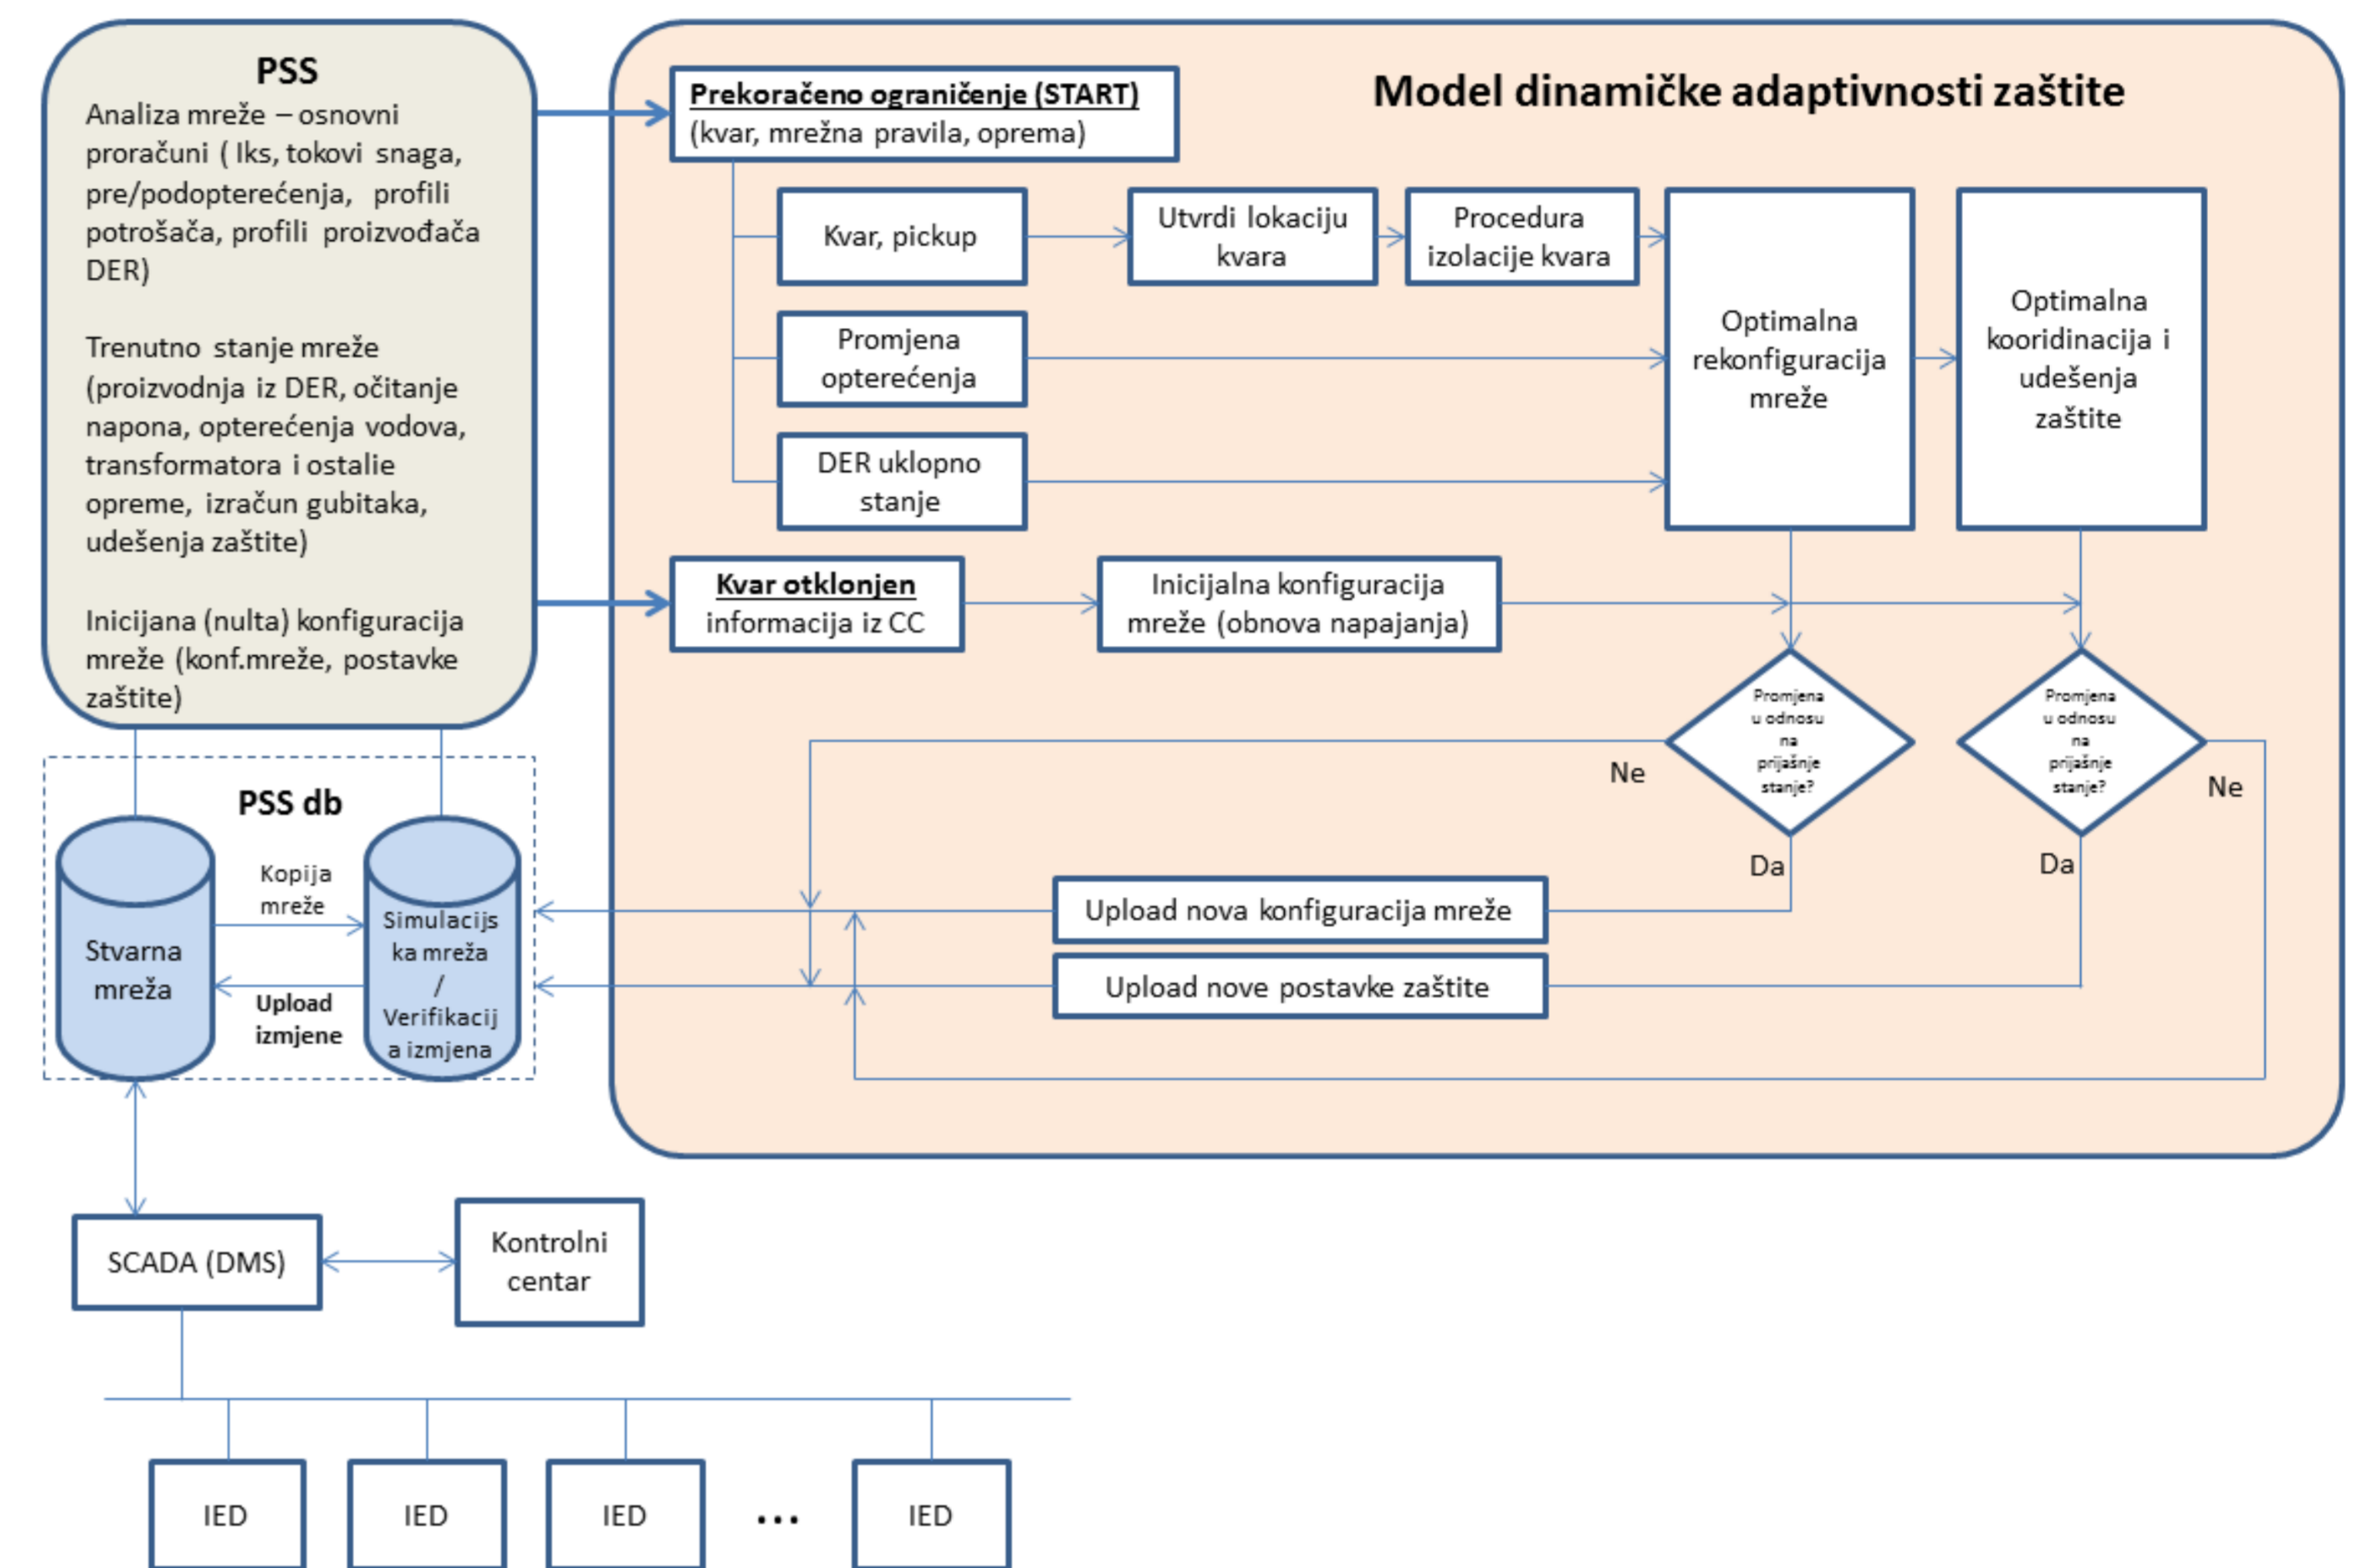 PSS
Analiza mreže – osnovni
proračuni ( Iks, tokovi snaga,
pre/podopterećenja, profili
potrošača, profili proizvođača
DER)
Trenutno stanje mreže
(proizvodnja iz DER, očitanje
napona, opterećenja vodova,
transformatora i ostalie
opreme, izračun gubitaka,
udešenja zaštite)
Inicijana (nulta) konfiguracija
mreže (konf.mreže, postavke
zaštite)
Model dinamičke adaptivnosti zaštite
Prekoračeno ograničenje (START)
(kvar, mrežna pravila, oprema)
Kvar, pickup
Utvrdi lokaciju
kvara
Procedura
izolacije kvara
Promjena
opterećenja
DER uklopno
stanje
Optimalna
rekonfiguracija
mreže
Optimalna
kooridinacija i
udešenja
zaštite
Kvar otklonjen
informacija iz CC
Inicijalna konfiguracija
mreže (obnova napajanja)
Promjena
u odnosu
na
prijašnje
stanje?
Promjena
u odnosu
na
prijašnje
stanje?
Ne
Ne
Da
Da
Upload nova konfiguracija mreže
Upload nove postavke zaštite
PSS db
Stvarna
mreža
Kopija
mreže
Upload
izmjene
Simulacijs
ka mreža
/
Verifikacij
a izmjena
SCADA (DMS)
Kontrolni
centar
IED
IED
IED
...
IED